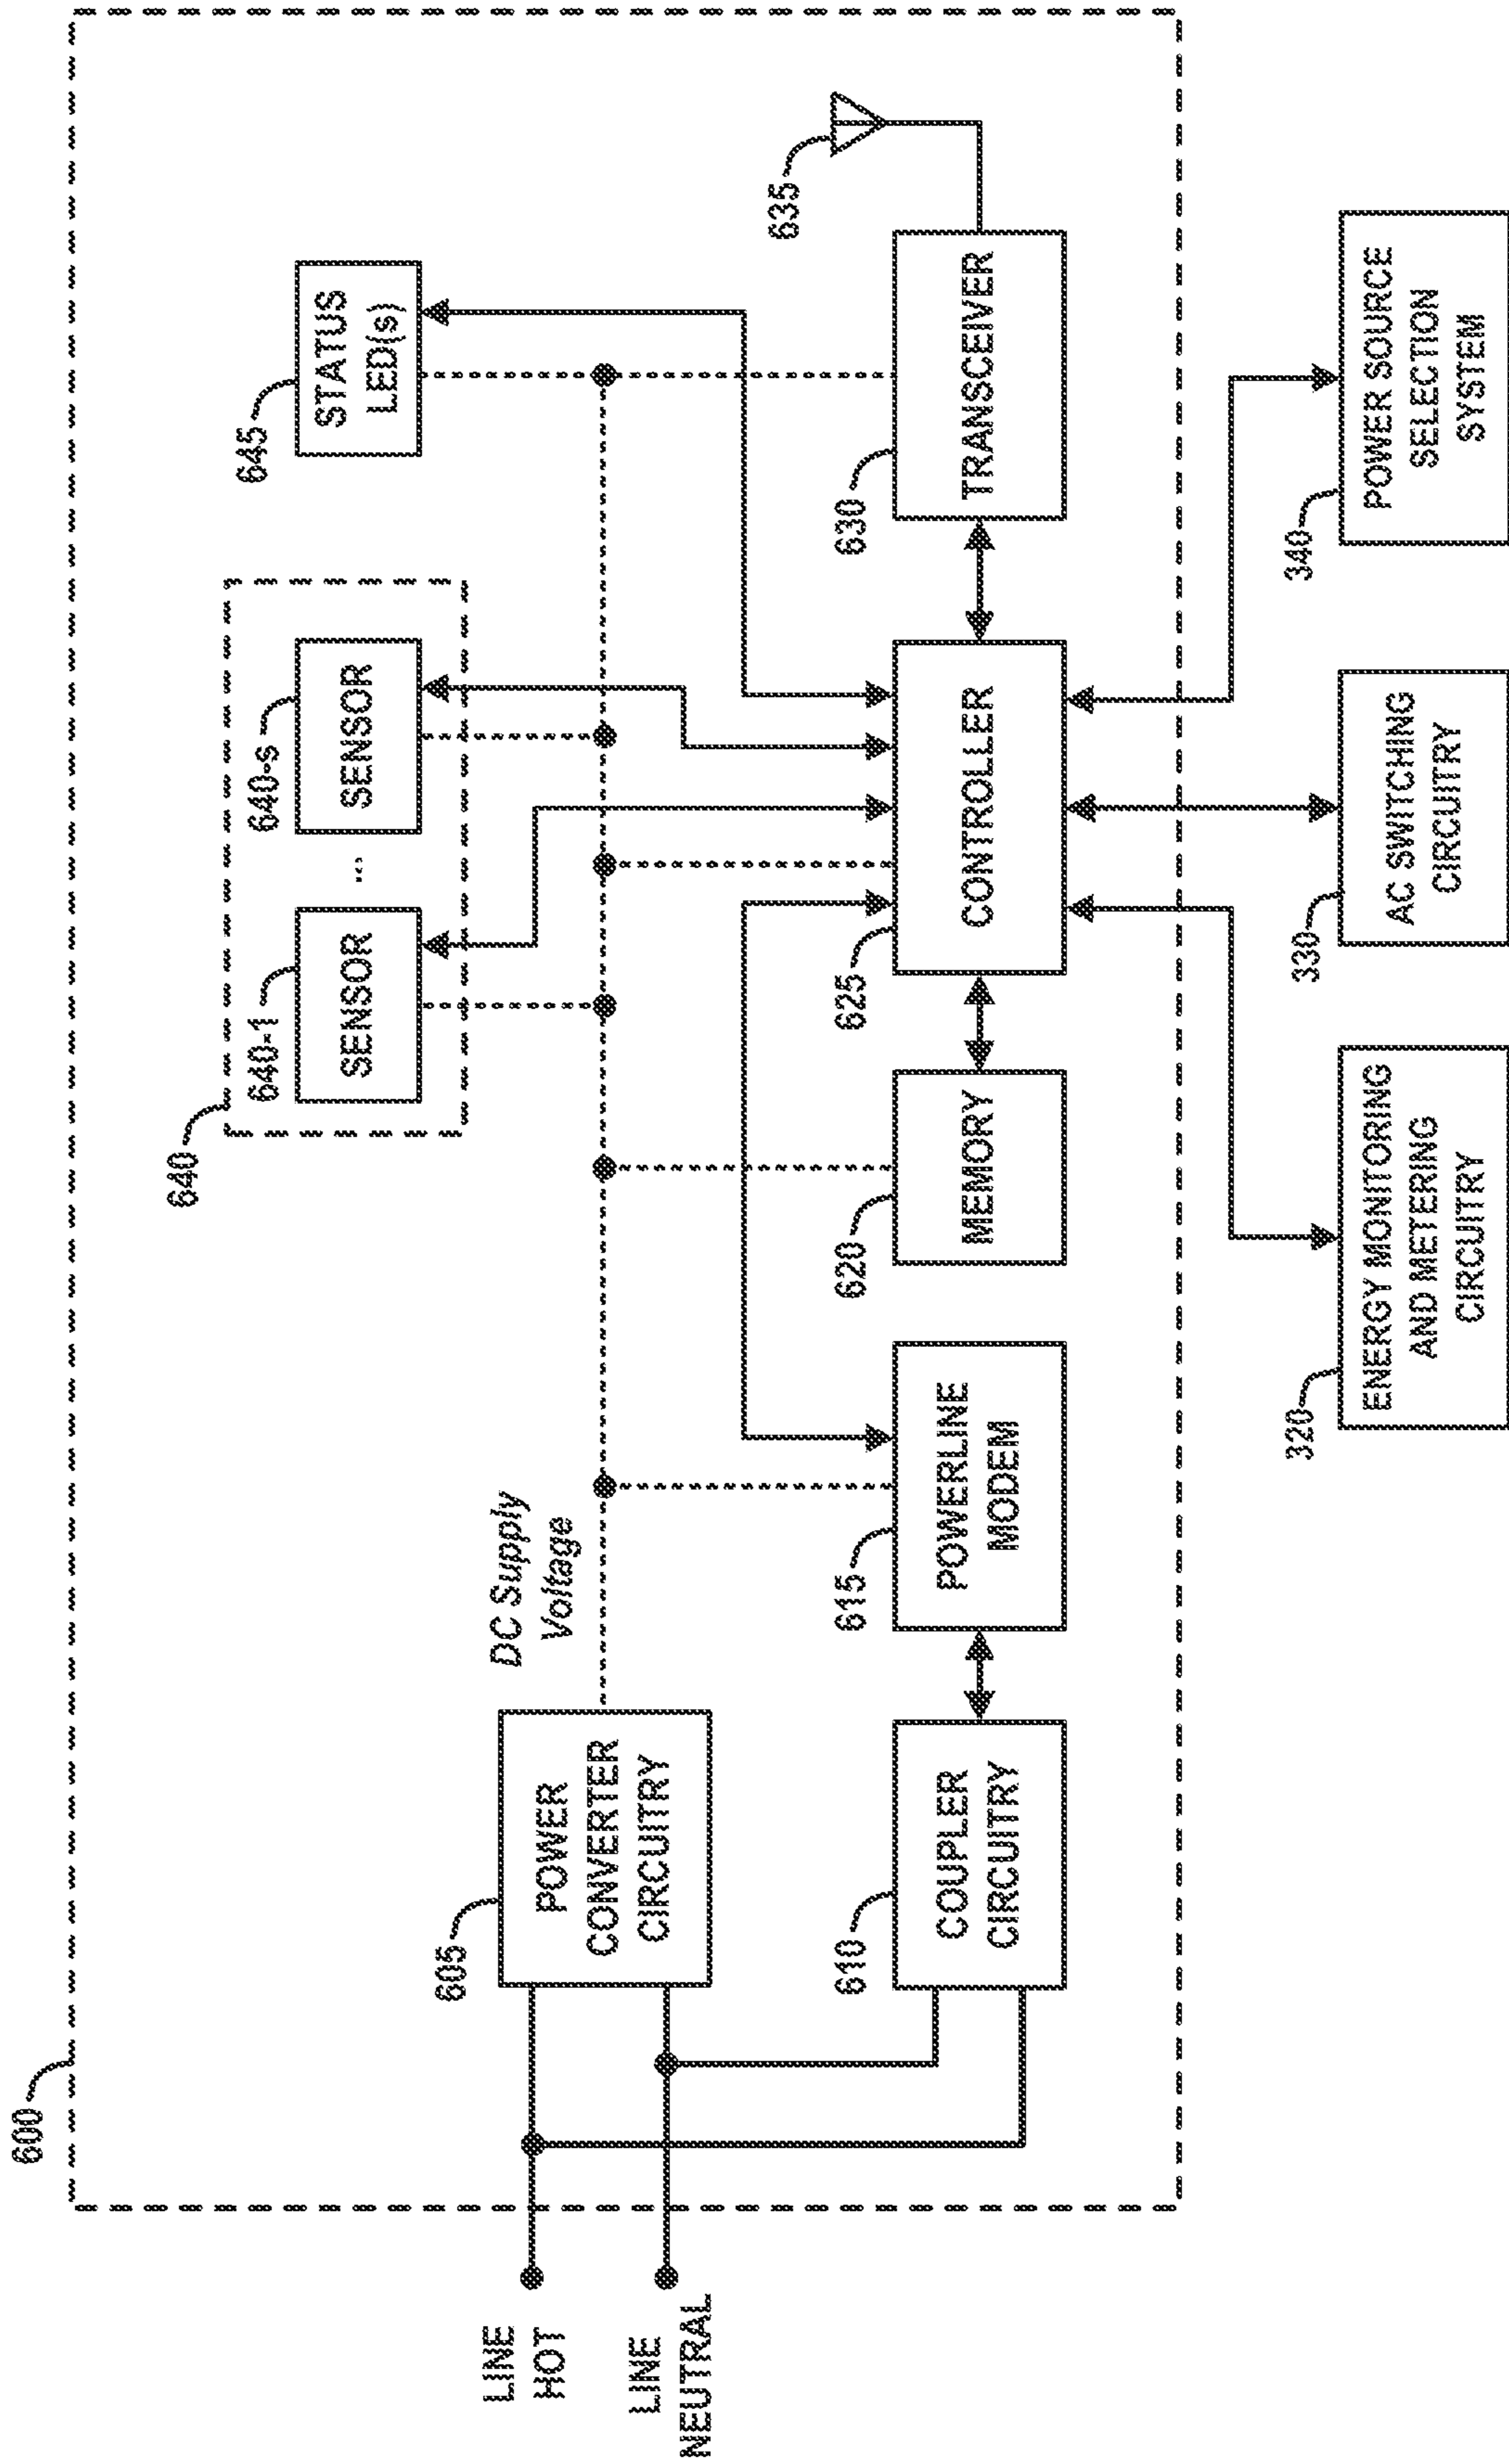 600
640
640-1
SENSOR
...
640-s
SENSOR
645
STATUS
LED(s)
LINE
HOT
LINE
NEUTRAL
605
POWER
CONVERTER
CIRCUITRY
DC Supply
Voltage
635
610
COUPLER
CIRCUITRY
615
POWERLINE
MODEM
620
MEMORY
625
CONTROLLER
630
TRANSCEIVER
320
ENERGY MONITORING
AND METERING
CIRCUITRY
330
AC SWITCHING
CIRCUITRY
340
POWER SOURCE
SELECTION
SYSTEM